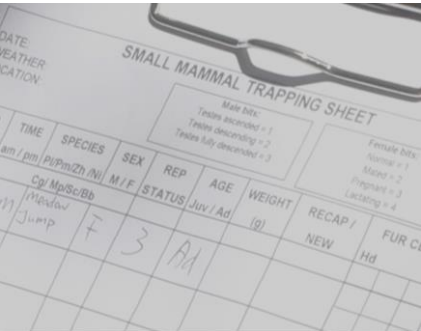 DATE:
WEATHER:
LOCATION:
SMALL MAMMAL TRAPPING SHEET
Male bits:
Testes ascended = 1
Testes descending = 2
Testes fully descended = 3
Female bits:
Normal = 1
Mated = 2
Pregnant = 3
Lactating = 4
TIME SPECIES SEX REP AGE WEIGHT RECAP / FUR CL
am / pm Pl/Pm/Zh /Ni M / F STATUS Juv / Ad (g) NEW Hd
Cg/ Mp/Sc/Bb
Meadow
Jump F 3 Ad